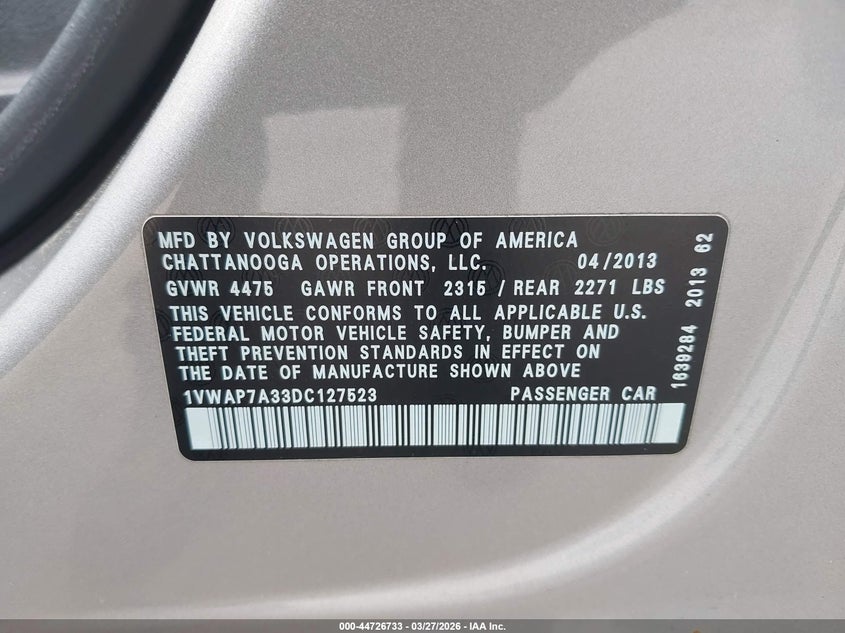 MFD BY VOLKSWAGEN GROUP OF AMERICA
CHATTANOOGA OPERATIONS, LLC. 04/2013
GVWR 4475 GAWR FRONT 2315 / REAR 2271 LBS
THIS VEHICLE CONFORMS TO ALL APPLICABLE U.S.
FEDERAL MOTOR VEHICLE SAFETY, BUMPER AND
THEFT PREVENTION STANDARDS IN EFFECT ON
THE DATE OF MANUFACTURE SHOWN ABOVE
1VWAP7A33DC127523 PASSENGER CAR
1639284 2013 62
000-44726733 — 03/27/2026 — IAA Inc.